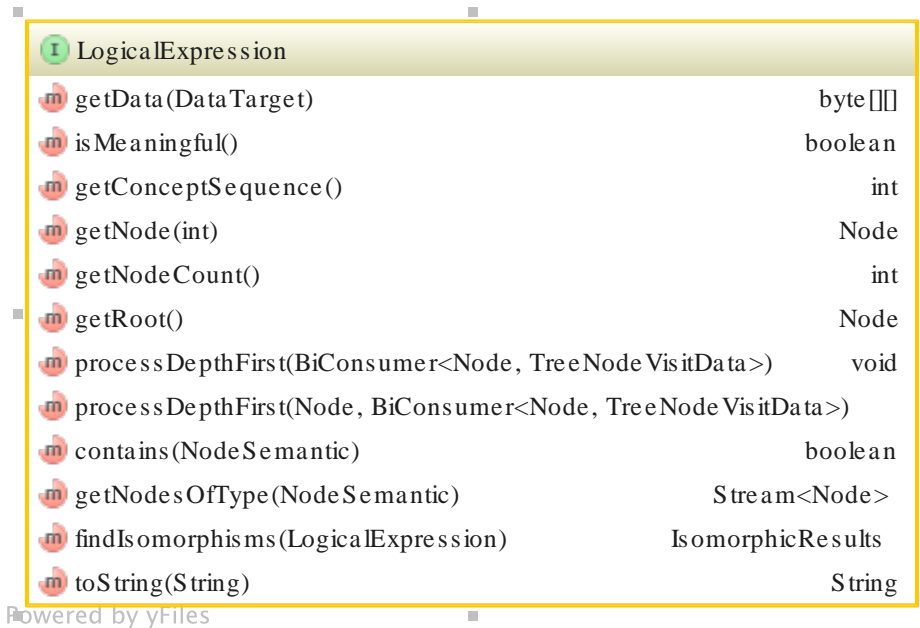 I LogicalExpression
m getData(DataTarget) byte[][]
m isMeaningful() boolean
m getConceptSequence() int
m getNode(int) Node
m getNodeCount() int
m getRoot() Node
m processDepthFirst(BiConsumer<Node, TreeNodeVisitData>) void
m processDepthFirst(Node, BiConsumer<Node, TreeNodeVisitData>)
m contains(NodeSemantic) boolean
m getNodesOfType(NodeSemantic) Stream<Node>
m findIsomorphisms(LogicalExpression) IsomorphicResults
m toString(String) String
Powered by yFiles